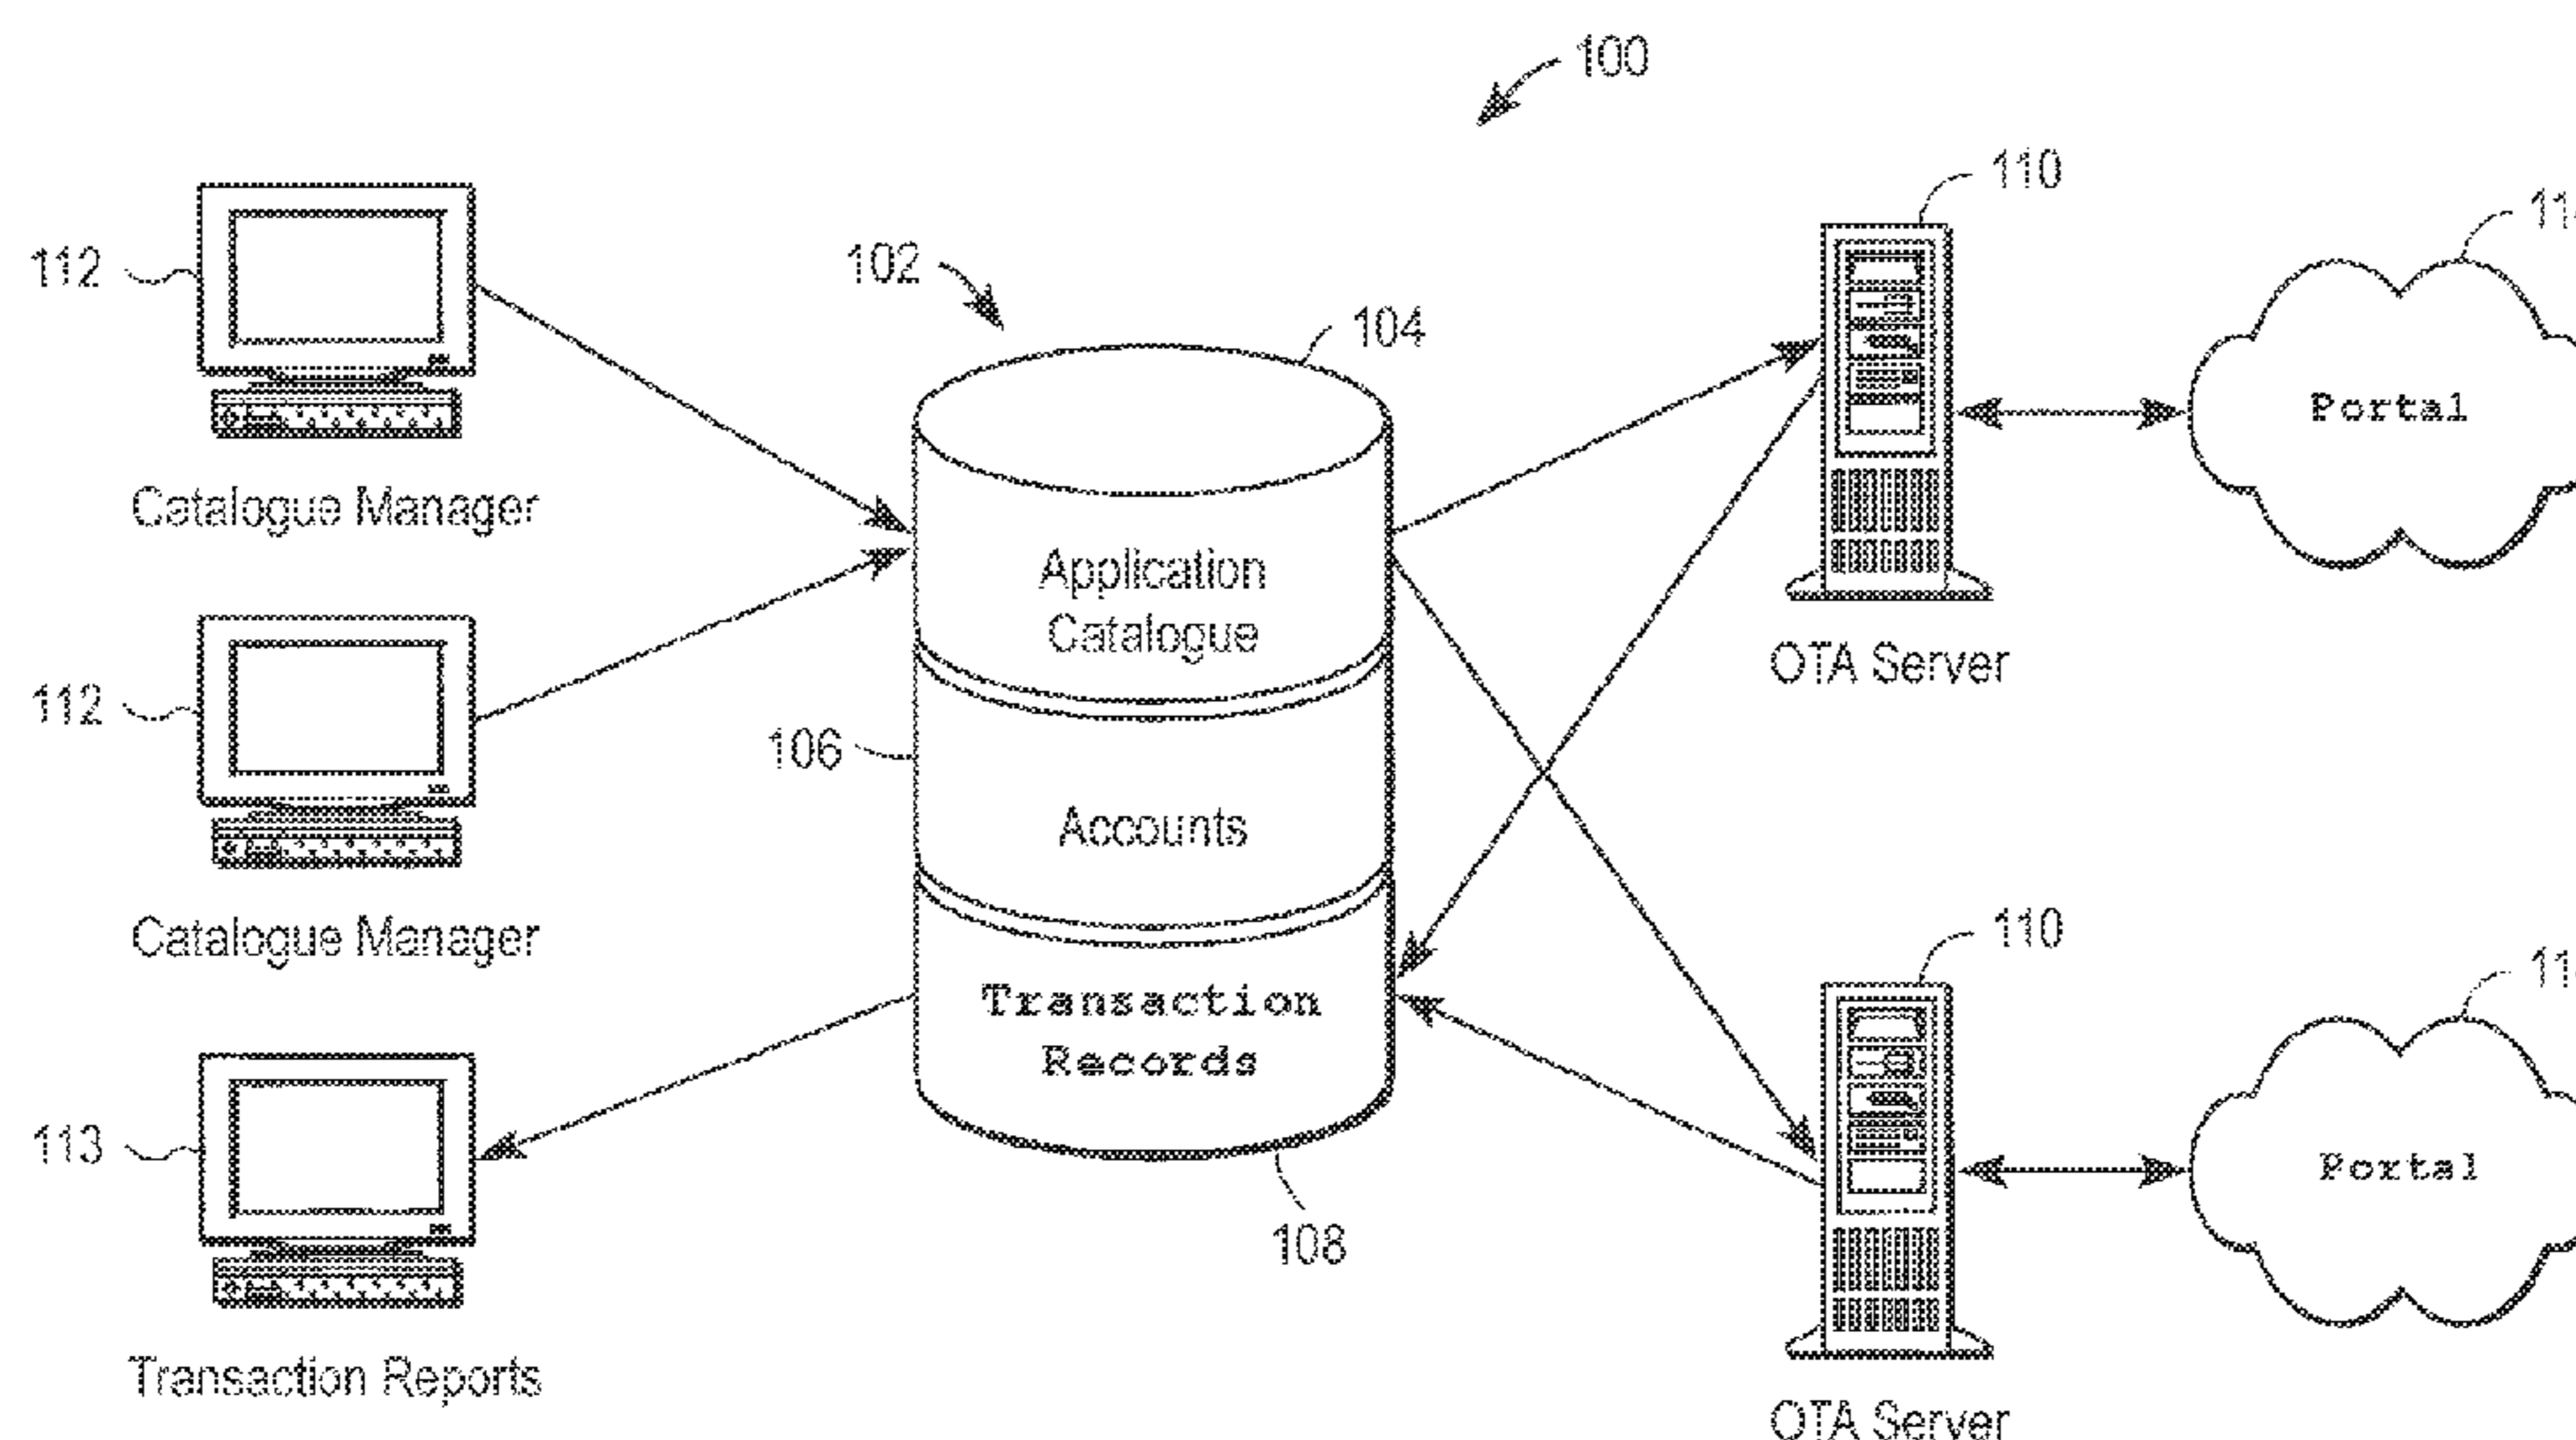 100
110
112
102
104
Portal
Catalogue Manager
Application
Catalogue
OTA Server
112
106
Accounts
Catalogue Manager
110
Transaction
Records
113
Portal
108
Transaction Reports
OTA Server